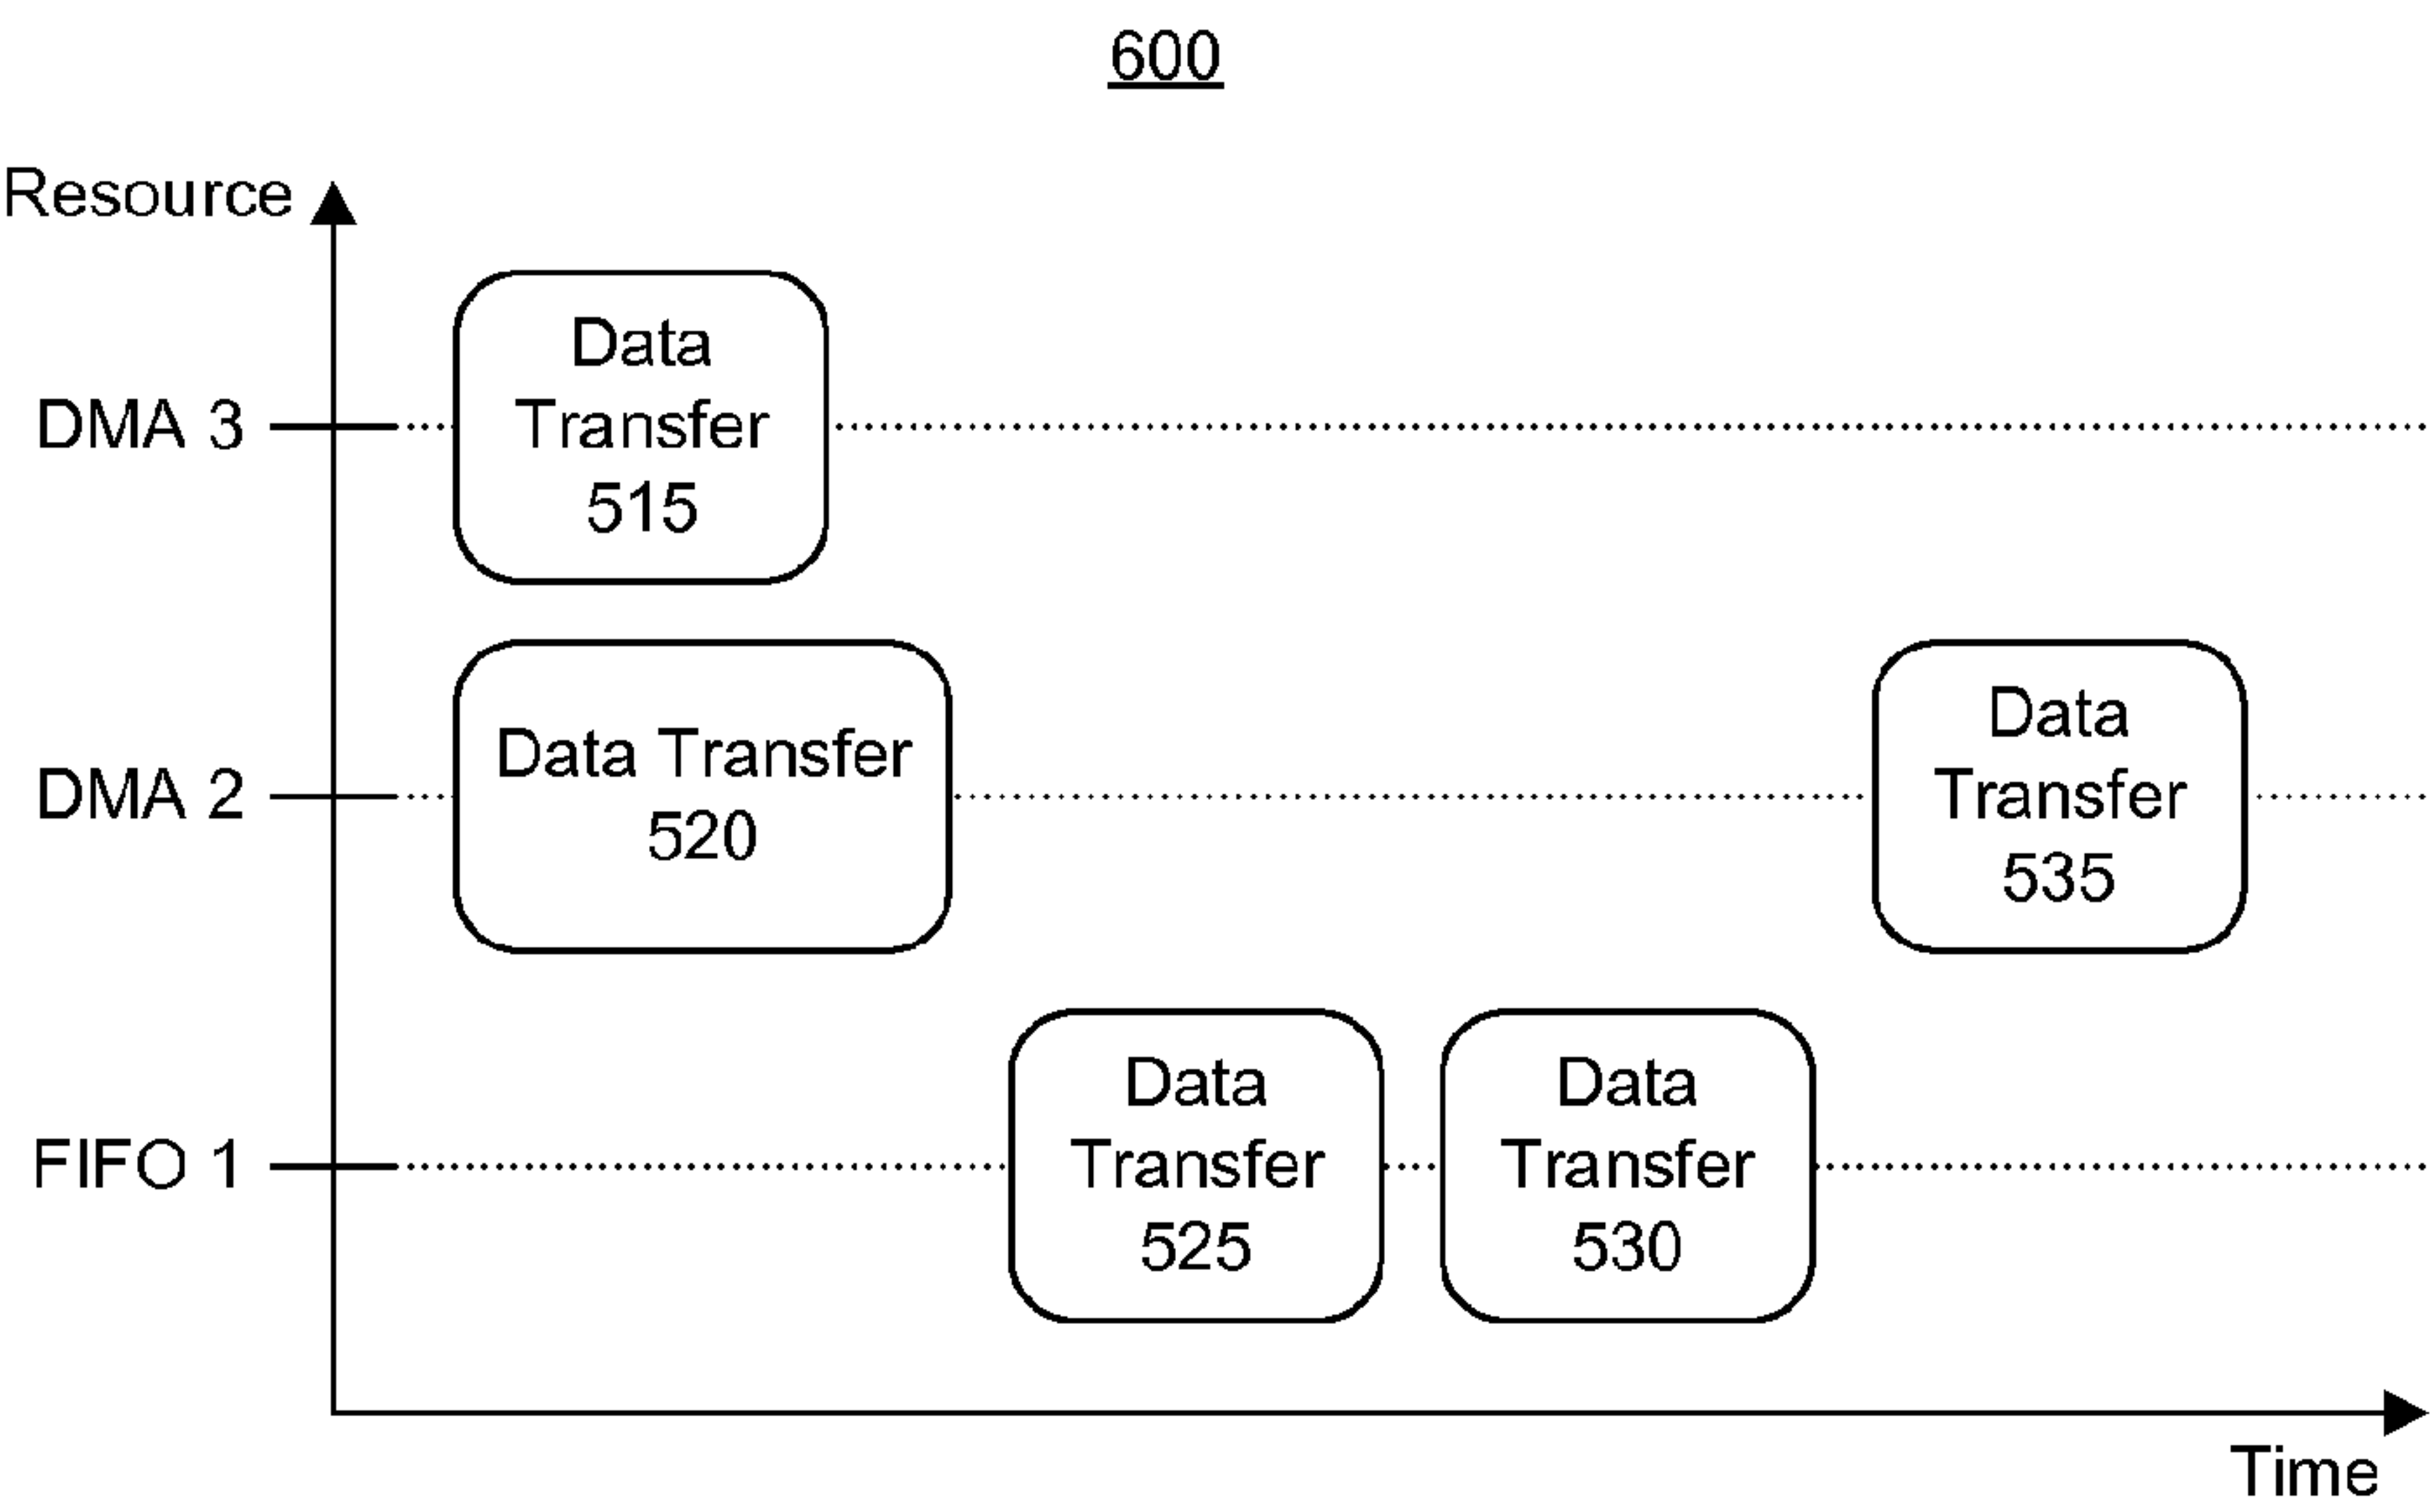 600
Resource
DMA 3
Data
Transfer
515
DMA 2
Data Transfer
520
Data
Transfer
535
FIFO 1
Data
Transfer
525
Data
Transfer
530
Time